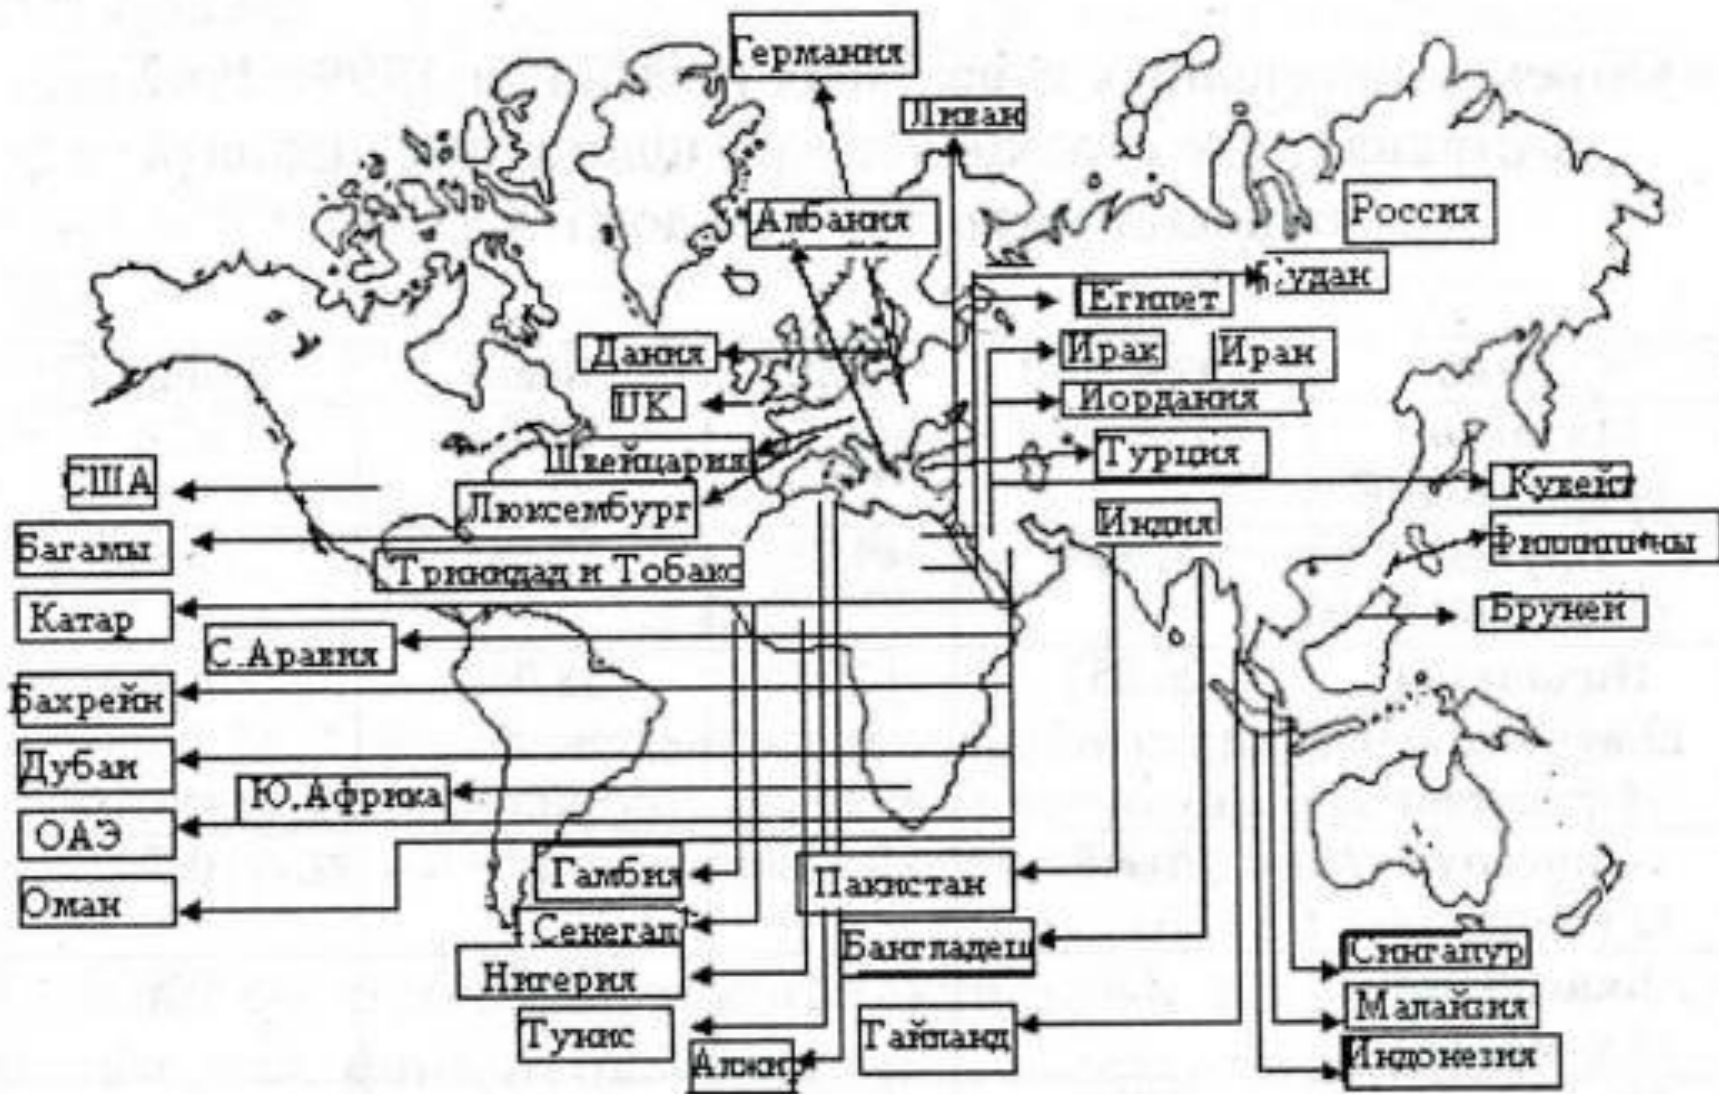 Германия
Ливан
Албания
Россия
Судан
Египет
Дания
Ирак
Иран
UK
Иордания
Швейцария
Турция
США
Люксембург
Кувейт
Багамы
Индия
Филиппины
Тринидад и Тобаго
Катар
Бруней
С.Аравия
Бахрейн
Дубаи
Ю.Африка
ОАЭ
Гамбия
Пакистан
Оман
Сенегал
Бангладеш
Сингапур
Нигерия
Малайзия
Тунис
Тайланд
Алжир
Индонезия